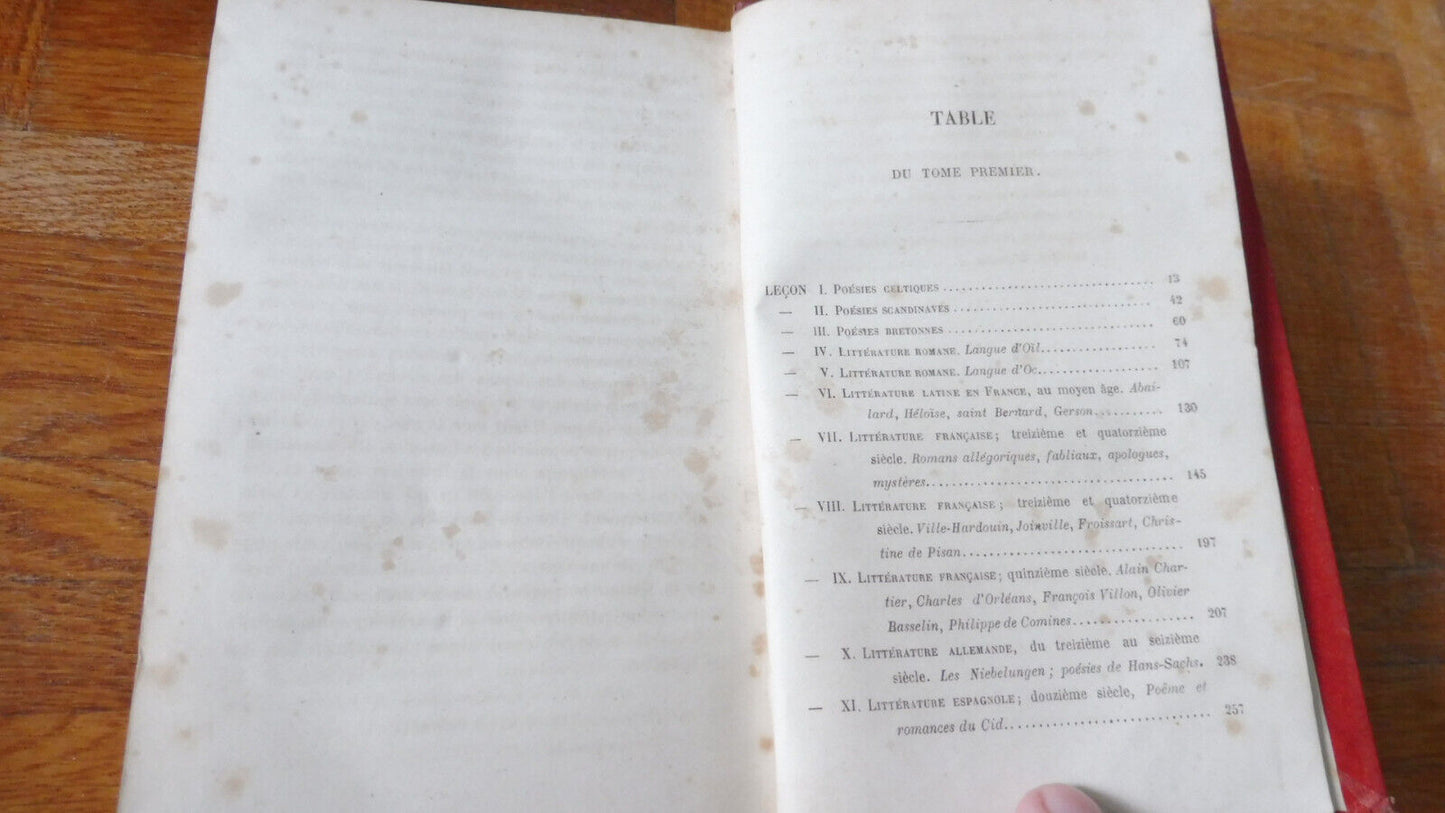 TABLE
DU TOME PREMIER.
LEÇON I. POÉSIES CELTIQUES ........ 13
— II. POÉSIES SCANDINAVES ........ 42
— III. POÉSIES BRETONNES ........ 60
— IV. LITTÉRATURE ROMANE. Langue d'Oïl ........ 74
— V. LITTÉRATURE ROMANE. Langue d'Oc ........ 107
— VI. LITTÉRATURE LATINE EN FRANCE, au moyen âge. Abai-
lard, Héloïse, saint Bernard, Gerson ........ 130
— VII. LITTÉRATURE FRANÇAISE; treizième et quatorzième
siècle. Romans allégoriques, fabliaux, apologues,
mystères ........ 145
— VIII. LITTÉRATURE FRANÇAISE; treizième et quatorzième
siècle. Ville-Hardouin, Joinville, Froissart, Chris-
tine de Pisan ........ 197
— IX. LITTÉRATURE FRANÇAISE; quinzième siècle. Alain Char-
tier, Charles d'Orléans, François Villon, Olivier
Basselin, Philippe de Comines ........ 207
— X. LITTÉRATURE ALLEMANDE, du treizième au seizième
siècle. Les Niebelungen; poésies de Hans-Sachs. 238
— XI. LITTÉRATURE ESPAGNOLE; douzième siècle, Poëme et
romances du Cid ........ 257